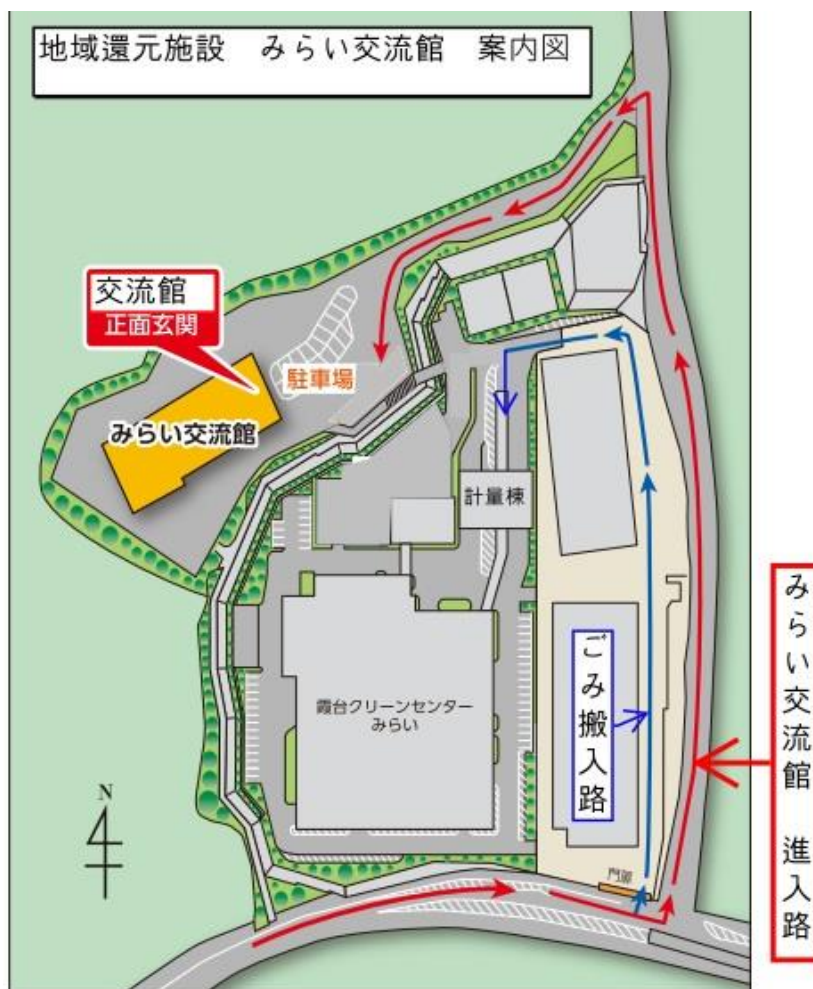 地域還元施設　みらい交流館　案内図
交流館
正面玄関
駐車場
みらい交流館
計量棟
ごみ搬入路
霞台クリーンセンター
みらい
N
門扉
みらい交流館　進入路